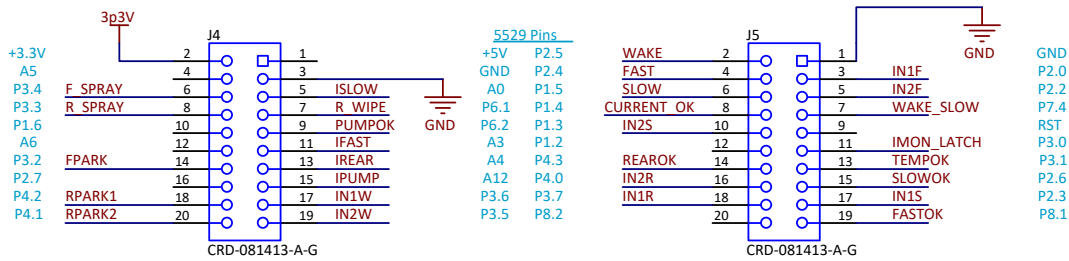 3p3V
J4
5529 Pins
J5
+3.3V 2 1 +5V P2.5 WAKE 2 1 GND GND
A5 4 3 GND P2.4 FAST 4 3 IN1F P2.0
P3.4 F_SPRAY 6 5 ISLOW A0 P1.5 SLOW 6 5 IN2F P2.2
P3.3 R_SPRAY 8 7 R_WIPE GND P6.1 P1.4 CURRENT_OK 8 7 WAKE_SLOW P7.4
P1.6 10 9 PUMPOK P6.2 P1.3 IN2S 10 9 RST
A6 12 11 IFAST A3 P1.2 12 11 IMON_LATCH P3.0
P3.2 FPARK 14 13 IREAR A4 P4.3 REAROK 14 13 TEMPOK P3.1
P2.7 16 15 IPUMP A12 P4.0 IN2R 16 15 SLOWOK P2.6
P4.2 RPARK1 18 17 IN1W P3.6 P3.7 IN1R 18 17 IN1S P2.3
P4.1 RPARK2 20 19 IN2W P3.5 P8.2 20 19 FASTOK P8.1
CRD-081413-A-G CRD-081413-A-G